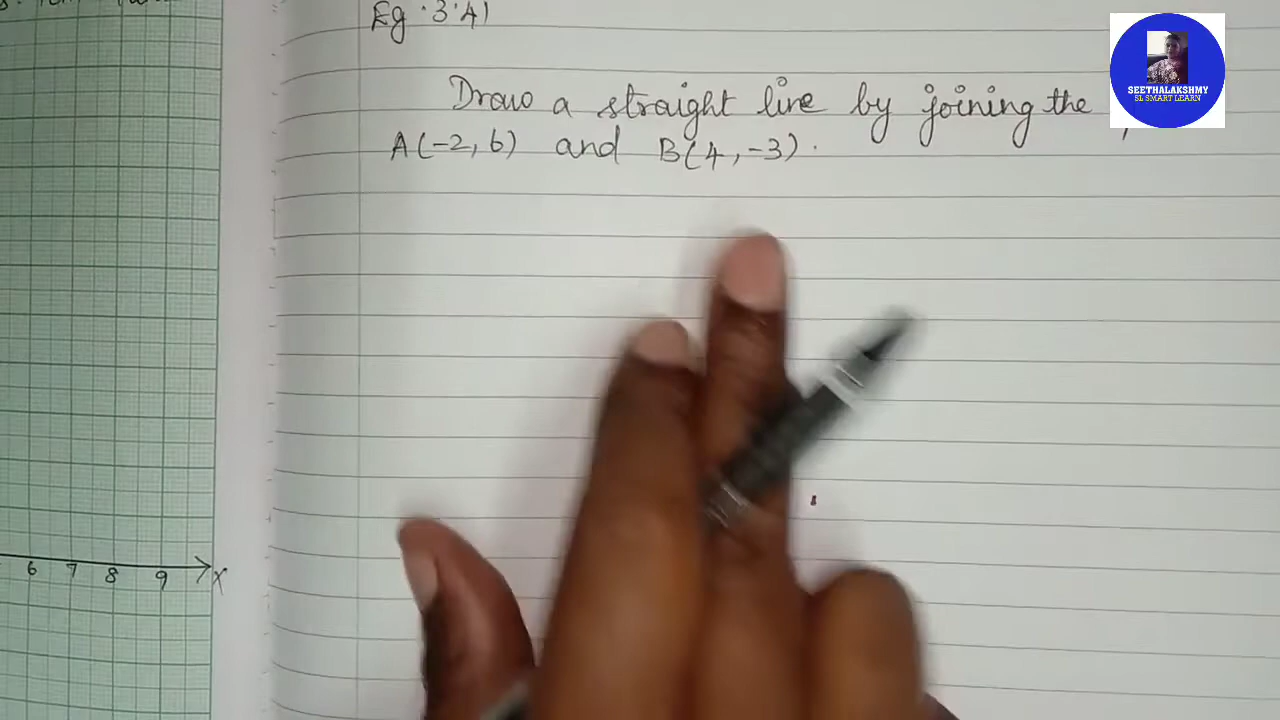 Eg. 3.41
Draw a straight line by joining the
A(-2, 6) and B(4, -3).
6 7 8 9 X
SEETHALAKSHMY
SL SMART LEARN